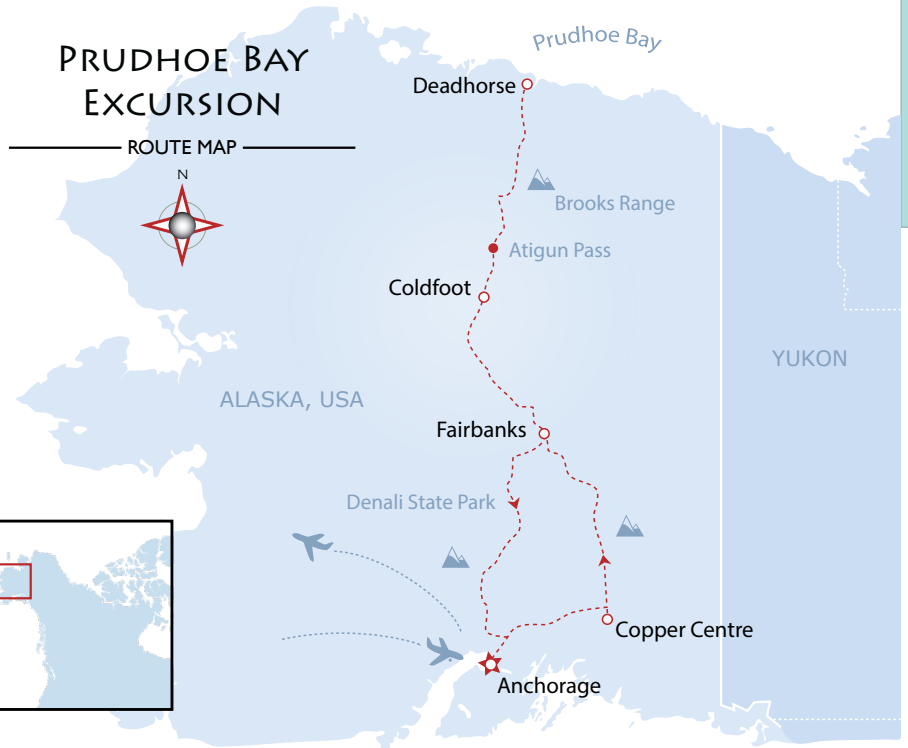 PRUDHOE BAY
EXCURSION
ROUTE MAP
N
Prudhoe Bay
Deadhorse
Brooks Range
Atigun Pass
Coldfoot
YUKON
ALASKA, USA
Fairbanks
Denali State Park
Copper Centre
Anchorage